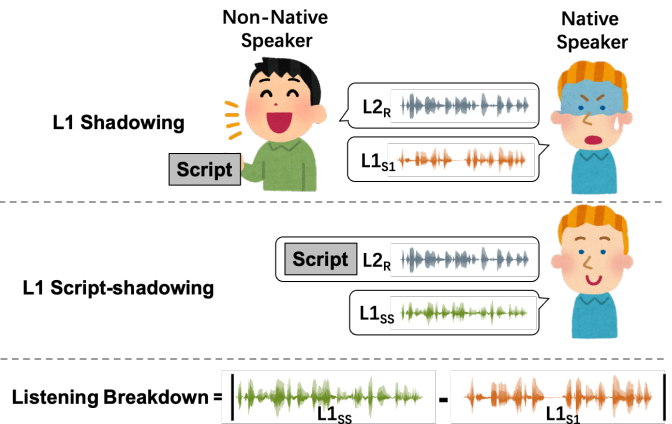 Non-Native
Speaker
Native
Speaker
L1 Shadowing
L2R
L1S1
Script
L1 Script-shadowing
Script L2R
L1SS
Listening Breakdown = | L1SS - L1S1 |